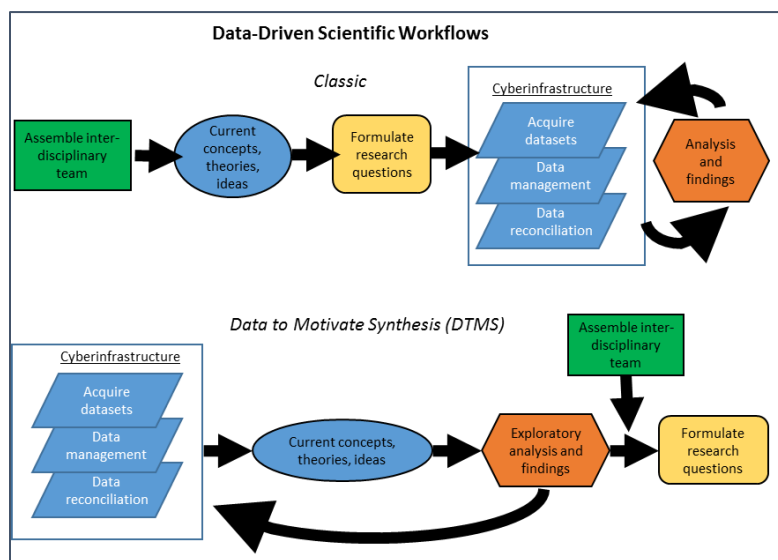 Data-Driven Scientific Workflows
Classic
Assemble inter-
disciplinary
team
Current
concepts,
theories,
ideas
Formulate
research
questions
Cyberinfrastructure
Acquire
datasets
Data
management
Data
reconciliation
Analysis
and
findings
Data to Motivate Synthesis (DTMS)
Cyberinfrastructure
Acquire
datasets
Data
management
Data
reconciliation
Current concepts,
theories, ideas
Exploratory
analysis and
findings
Assemble inter-
disciplinary
team
Formulate
research
questions